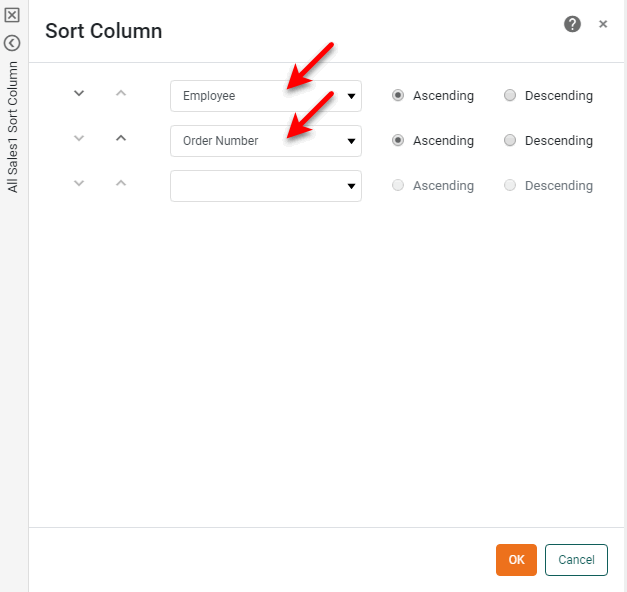 All Sales1 Sort Column
Sort Column
Employee
Ascending
Descending
Order Number
Ascending
Descending
Ascending
Descending
OK
Cancel